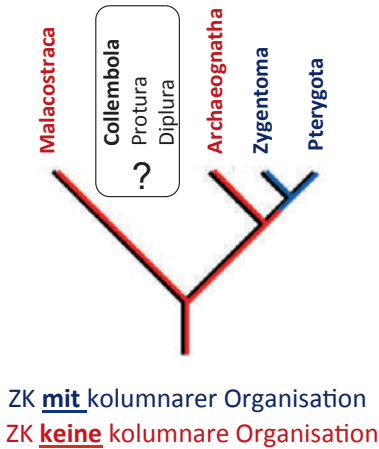 Malacostraca
Collembola
Protura
Diplura
?
Archaeognatha
Zygentoma
Pterygota
ZK mit kolumnarer Organisation
ZK keine kolumnare Organisation